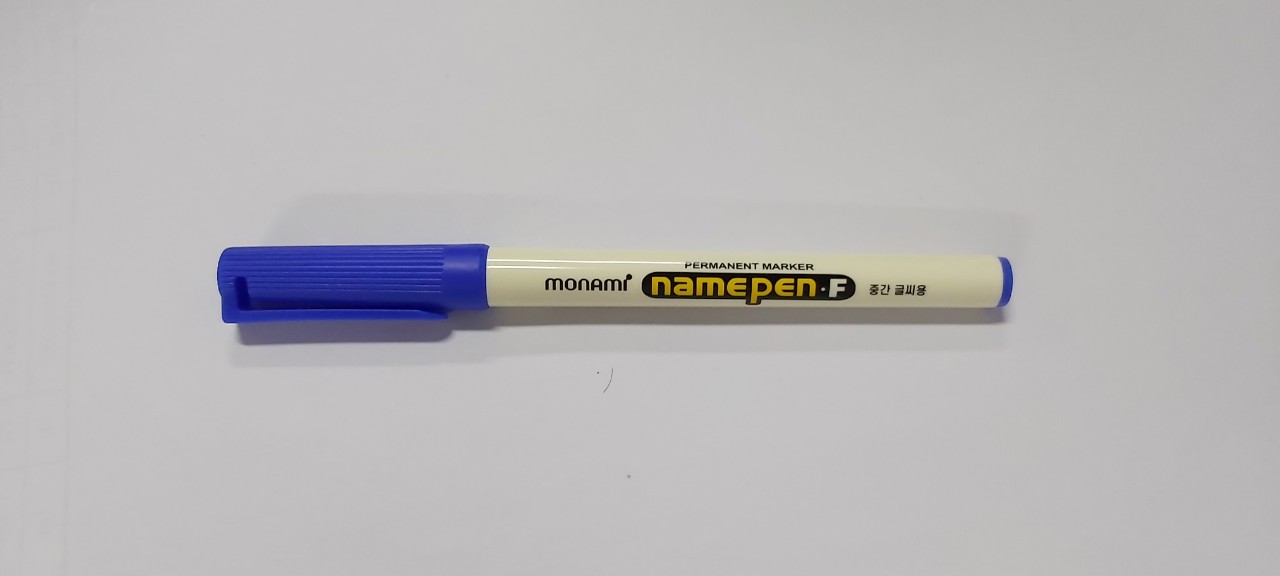 PERMANENT MARKER
monami namepen·F 중간 글씨용